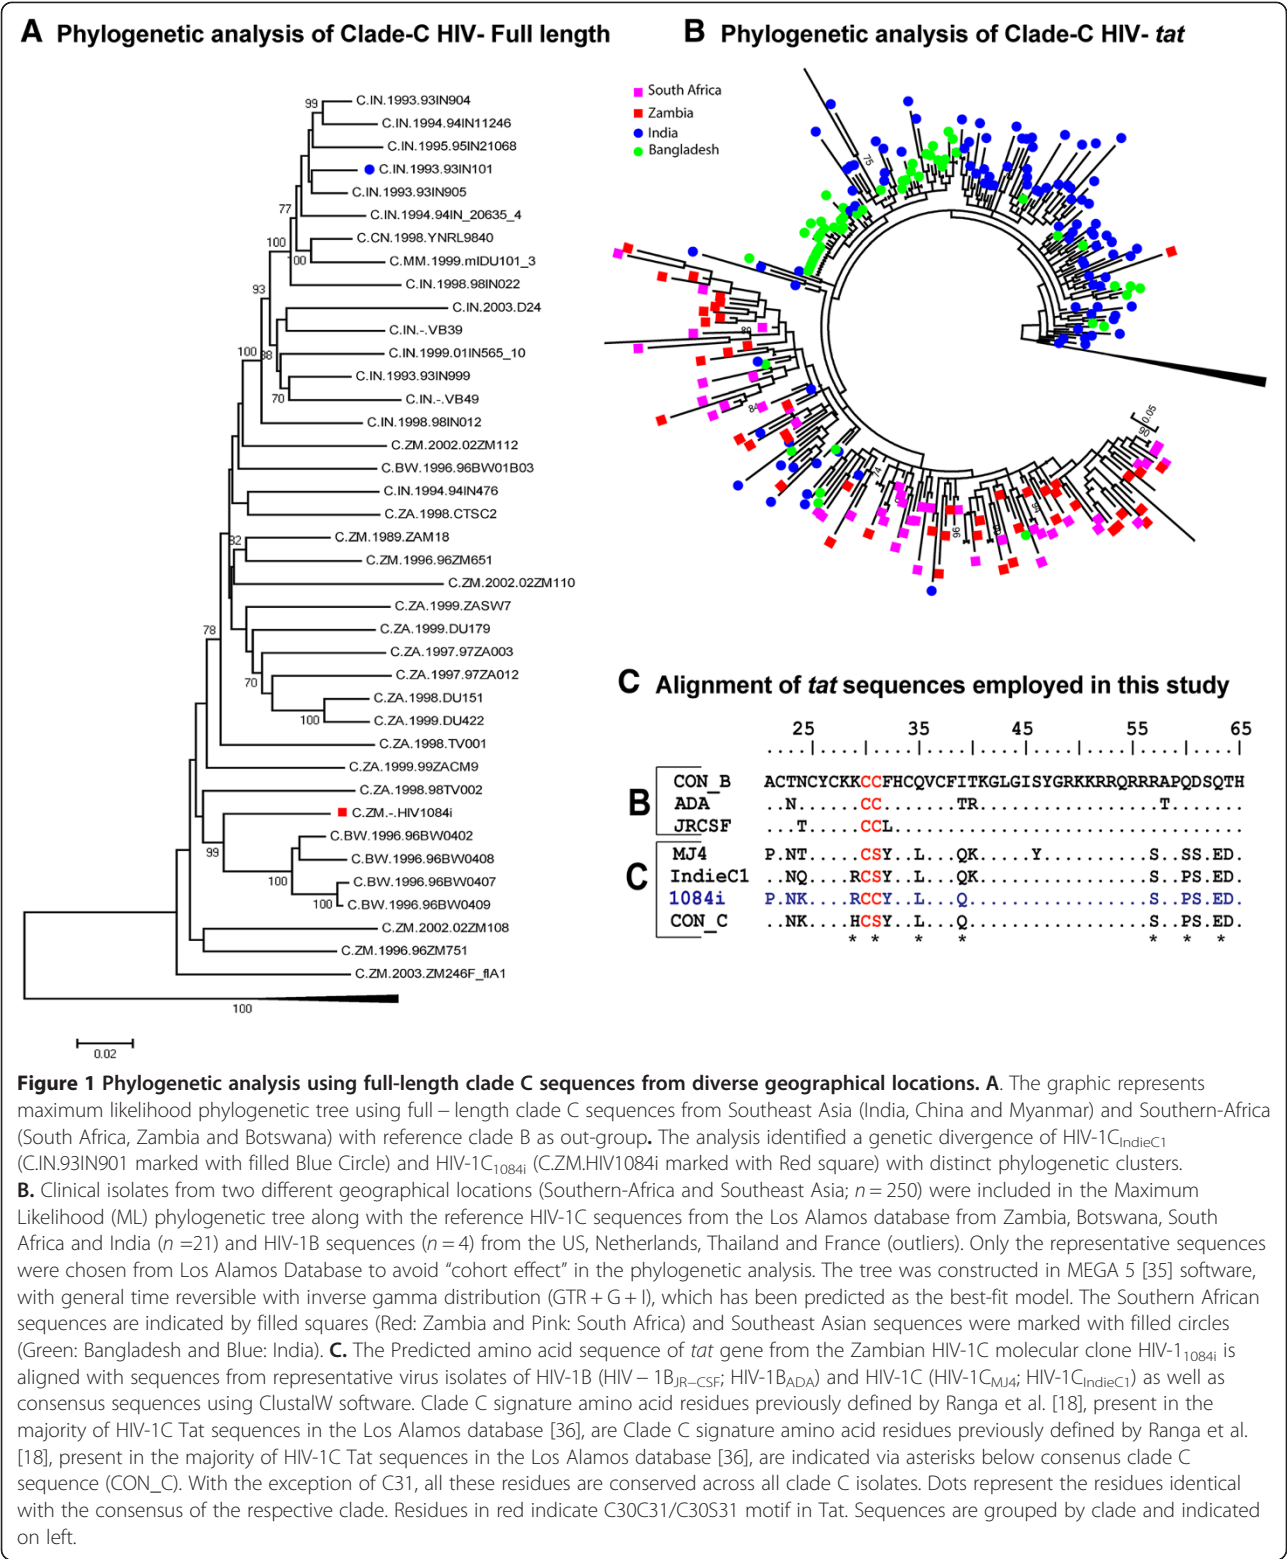 A Phylogenetic analysis of Clade-C HIV- Full length
99
C.IN.1993.93IN904
C.IN.1994.94IN11246
C.IN.1995.95IN21068
C.IN.1993.93IN101
C.IN.1993.93IN905
77
C.IN.1994.94IN_20635_4
C.CN.1998.YNRL9840
100
100
C.MM.1999.mIDU101_3
C.IN.1998.98IN022
93
C.IN.2003.D24
C.IN.-.VB39
100
C.IN.1999.01IN565_10
C.IN.1993.93IN999
70
C.IN.-.VB49
C.IN.1998.98IN012
C.ZM.2002.02ZM112
C.BW.1996.96BW01B03
C.IN.1994.94IN476
C.ZA.1998.CTSC2
C.ZM.1989.ZAM18
C.ZM.1996.96ZM651
C.ZM.2002.02ZM110
C.ZA.1999.ZASW7
78
C.ZA.1999.DU179
C.ZA.1997.97ZA003
C.ZA.1997.97ZA012
70
C.ZA.1998.DU151
100
C.ZA.1999.DU422
C.ZA.1998.TV001
C.ZA.1999.99ZACM9
C.ZA.1998.98TV002
C.ZM.-.HIV1084i
C.BW.1996.96BW0402
99
C.BW.1996.96BW0408
100
C.BW.1996.96BW0407
100
C.BW.1996.96BW0409
C.ZM.2002.02ZM108
C.ZM.1996.96ZM751
C.ZM.2003.ZM246F_flA1
100
0.02
B Phylogenetic analysis of Clade-C HIV- tat
South Africa
Zambia
India
Bangladesh
75
89
84
74
96
0.05
C Alignment of tat sequences employed in this study
25 35 45 55 65
B
CON_B ACTNCYCKKCCFHCQVCFITKGLGISYGRKKRRQRRRAPQDSQTH
ADA ..N......CC.......TR.................T.......
JRCSF ...T.....CCL.................................
C
MJ4 P.NT.....CSY..L...QK.....Y..........S..SS.ED.
IndieC1 ..NQ....RCSY..L...QK................S..PS.ED.
1084i P.NK....RCCY..L...Q.................S..PS.ED.
CON_C ..NK....HCSY..L...Q.................S..PS.ED.
* * * * * * *
Figure 1 Phylogenetic analysis using full-length clade C sequences from diverse geographical locations. A. The graphic represents
maximum likelihood phylogenetic tree using full – length clade C sequences from Southeast Asia (India, China and Myanmar) and Southern-Africa
(South Africa, Zambia and Botswana) with reference clade B as out-group. The analysis identified a genetic divergence of HIV-1CIndieC1
(C.IN.93IN901 marked with filled Blue Circle) and HIV-1C1084i (C.ZM.HIV1084i marked with Red square) with distinct phylogenetic clusters.
B. Clinical isolates from two different geographical locations (Southern-Africa and Southeast Asia; n = 250) were included in the Maximum
Likelihood (ML) phylogenetic tree along with the reference HIV-1C sequences from the Los Alamos database from Zambia, Botswana, South
Africa and India (n =21) and HIV-1B sequences (n = 4) from the US, Netherlands, Thailand and France (outliers). Only the representative sequences
were chosen from Los Alamos Database to avoid “cohort effect” in the phylogenetic analysis. The tree was constructed in MEGA 5 [35] software,
with general time reversible with inverse gamma distribution (GTR + G + I), which has been predicted as the best-fit model. The Southern African
sequences are indicated by filled squares (Red: Zambia and Pink: South Africa) and Southeast Asian sequences were marked with filled circles
(Green: Bangladesh and Blue: India). C. The Predicted amino acid sequence of tat gene from the Zambian HIV-1C molecular clone HIV-11084i is
aligned with sequences from representative virus isolates of HIV-1B (HIV – 1BJR–CSF; HIV-1BADA) and HIV-1C (HIV-1CMJ4; HIV-1CIndieC1) as well as
consensus sequences using ClustalW software. Clade C signature amino acid residues previously defined by Ranga et al. [18], present in the
majority of HIV-1C Tat sequences in the Los Alamos database [36], are Clade C signature amino acid residues previously defined by Ranga et al.
[18], present in the majority of HIV-1C Tat sequences in the Los Alamos database [36], are indicated via asterisks below consenus clade C
sequence (CON_C). With the exception of C31, all these residues are conserved across all clade C isolates. Dots represent the residues identical
with the consensus of the respective clade. Residues in red indicate C30C31/C30S31 motif in Tat. Sequences are grouped by clade and indicated
on left.